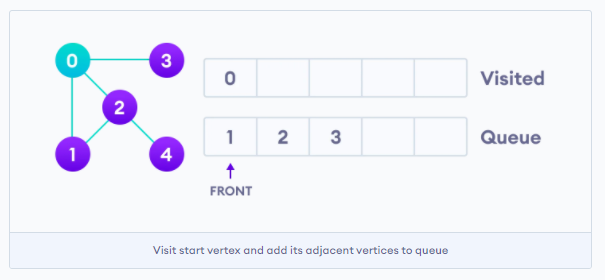 0 3
2
1 4
0 Visited
1 2 3 Queue
FRONT
Visit start vertex and add its adjacent vertices to queue